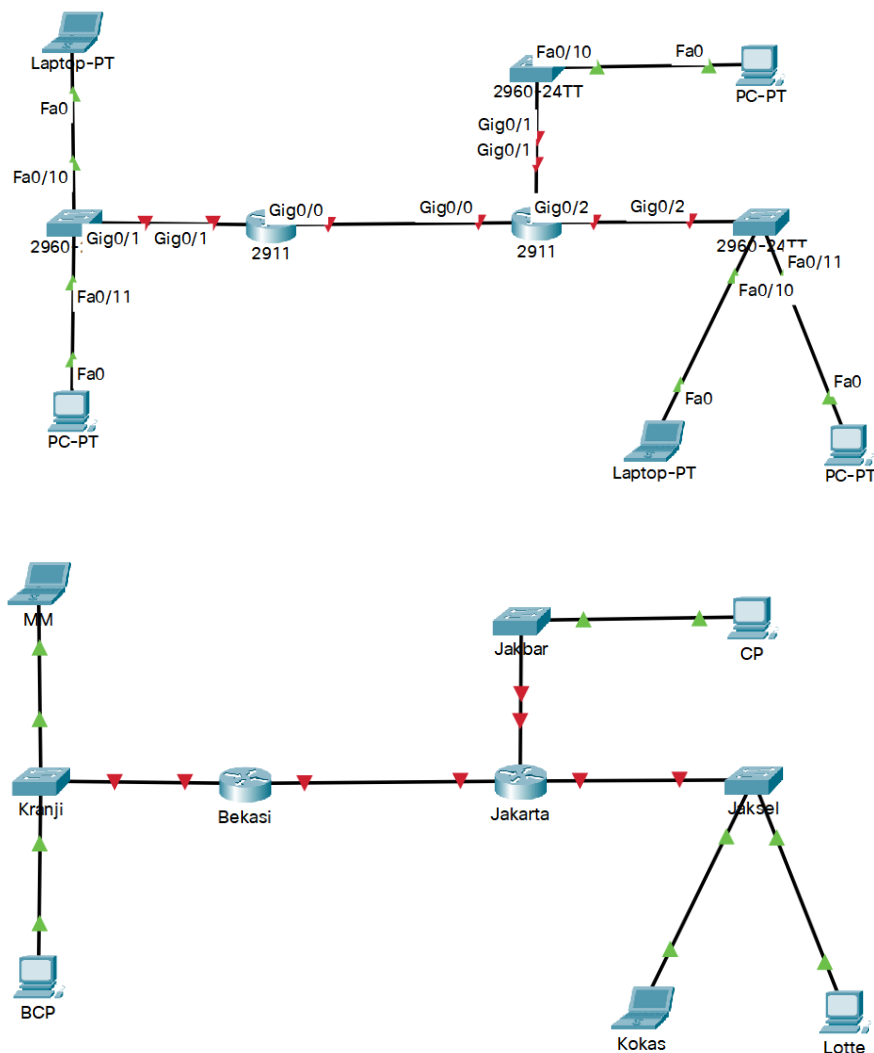 Laptop-PT
Fa0
Fa0/10
Gig0/1
Gig0/1
2960-
Gig0/0
2911
Fa0/11
Fa0
PC-PT
Fa0/10
Fa0
2960-24TT
PC-PT
Gig0/1
Gig0/1
Gig0/0
Gig0/2
Gig0/2
2911
2960-24TT
Fa0/11
Fa0/10
Fa0
Fa0
Laptop-PT
PC-PT
MM
Jakbar
CP
Kranji
Bekasi
Jakarta
Jaksel
BCP
Kokas
Lotte